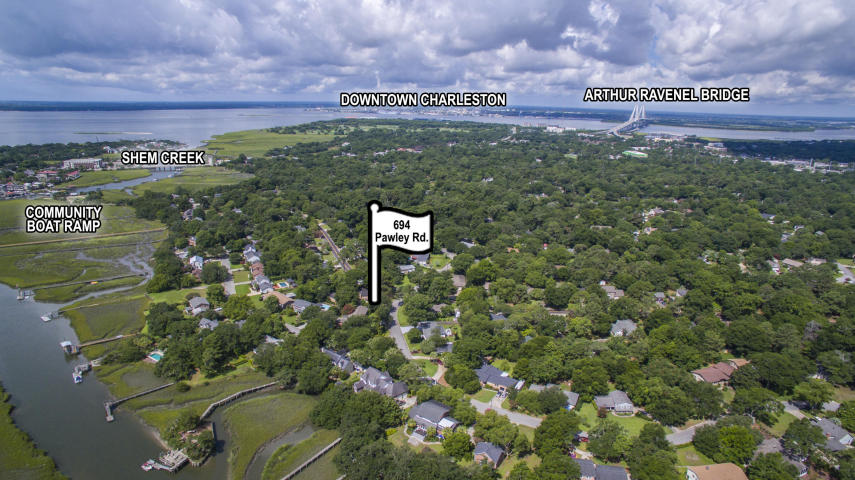 DOWNTOWN CHARLESTON
ARTHUR RAVENEL BRIDGE
SHEM CREEK
COMMUNITY
BOAT RAMP
694
Pawley Rd.